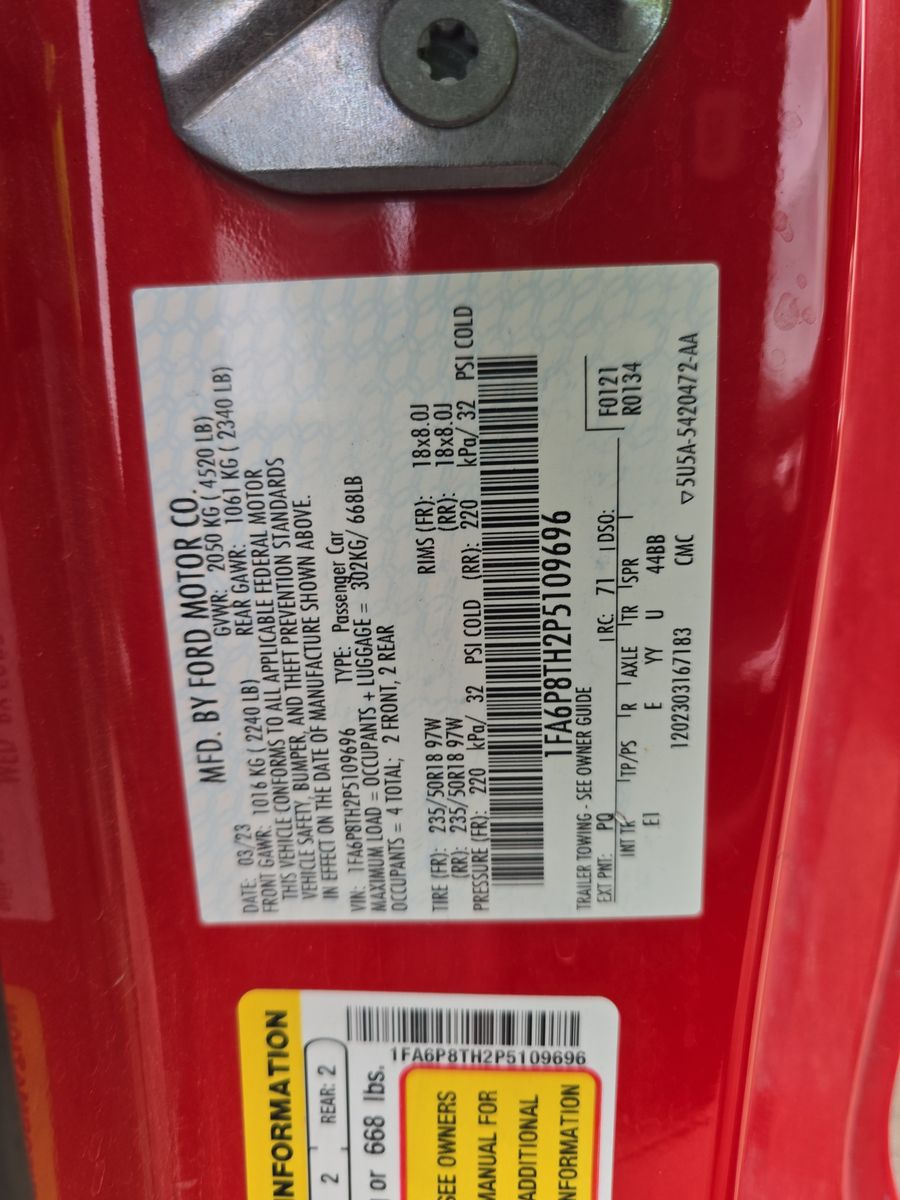 MFD. BY FORD MOTOR CO.
DATE: 03/23 GVWR: 2050 KG ( 4520 LB)
FRONT GAWR: 1016 KG ( 2240 LB) REAR GAWR: 1061 KG ( 2340 LB)
THIS VEHICLE CONFORMS TO ALL APPLICABLE FEDERAL MOTOR
VEHICLE SAFETY, BUMPER, AND THEFT PREVENTION STANDARDS
IN EFFECT ON THE DATE OF MANUFACTURE SHOWN ABOVE.
VIN: 1FA6P8TH2P5109696 TYPE: Passenger Car
MAXIMUM LOAD = OCCUPANTS + LUGGAGE = 302KG/ 668LB
OCCUPANTS = 4 TOTAL; 2 FRONT, 2 REAR
TIRE (FR): 235/50R18 97W RIMS (FR): 18x8.0J
(RR): 235/50R18 97W (RR): 18x8.0J
PRESSURE (FR): 220 kPa/ 32 PSI COLD (RR): 220 kPa/ 32 PSI COLD
1FA6P8TH2P5109696
TRAILER TOWING - SEE OWNER GUIDE
F0121
R0134
EXT PNT: PQ RC: 71 DSO:
INT TR TP/PS R AXLE TR SPR
EI E YY U 44BB
1202303167183 CMC ▽5U5A-5420472-AA
NFORMATION
2 REAR: 2
or 668 lbs.
1FA6P8TH2P5109696
SEE OWNERS
MANUAL FOR
ADDITIONAL
NFORMATION